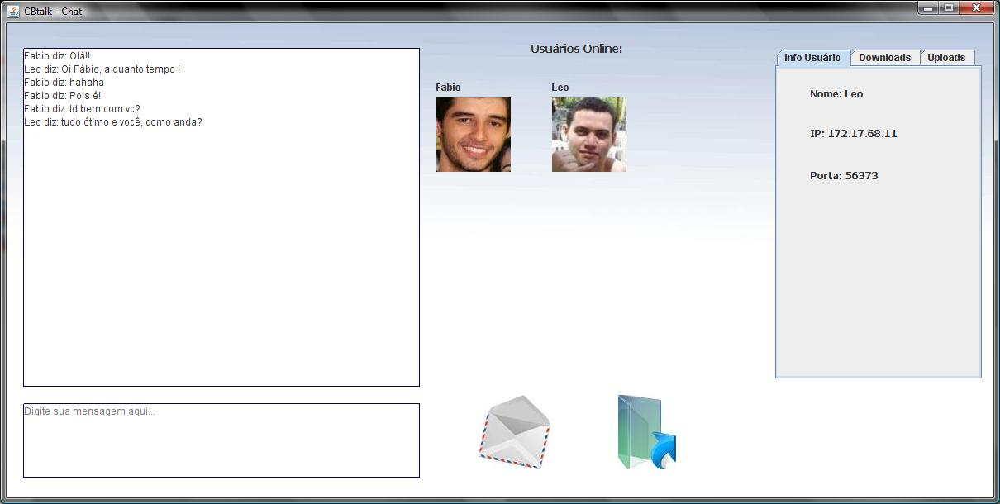 CBtalk - Chat
Fabio diz: Olá!!
Leo diz: Oi Fábio, a quanto tempo !
Fabio diz: hahaha
Fabio diz: Pois é!
Fabio diz: td bem com vc?
Leo diz: tudo ótimo e você, como anda?
Digite sua mensagem aqui...
Usuários Online:
Fabio
Leo
Info Usuário
Downloads
Uploads
Nome: Leo
IP: 172.17.68.11
Porta: 56373